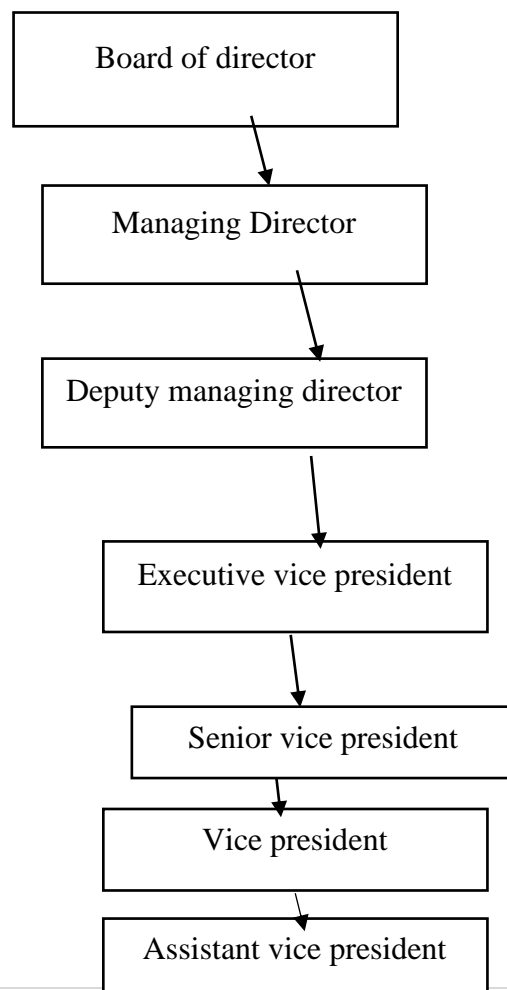 Board of director
Managing Director
Deputy managing director
Executive vice president
Senior vice president
Vice president
Assistant vice president